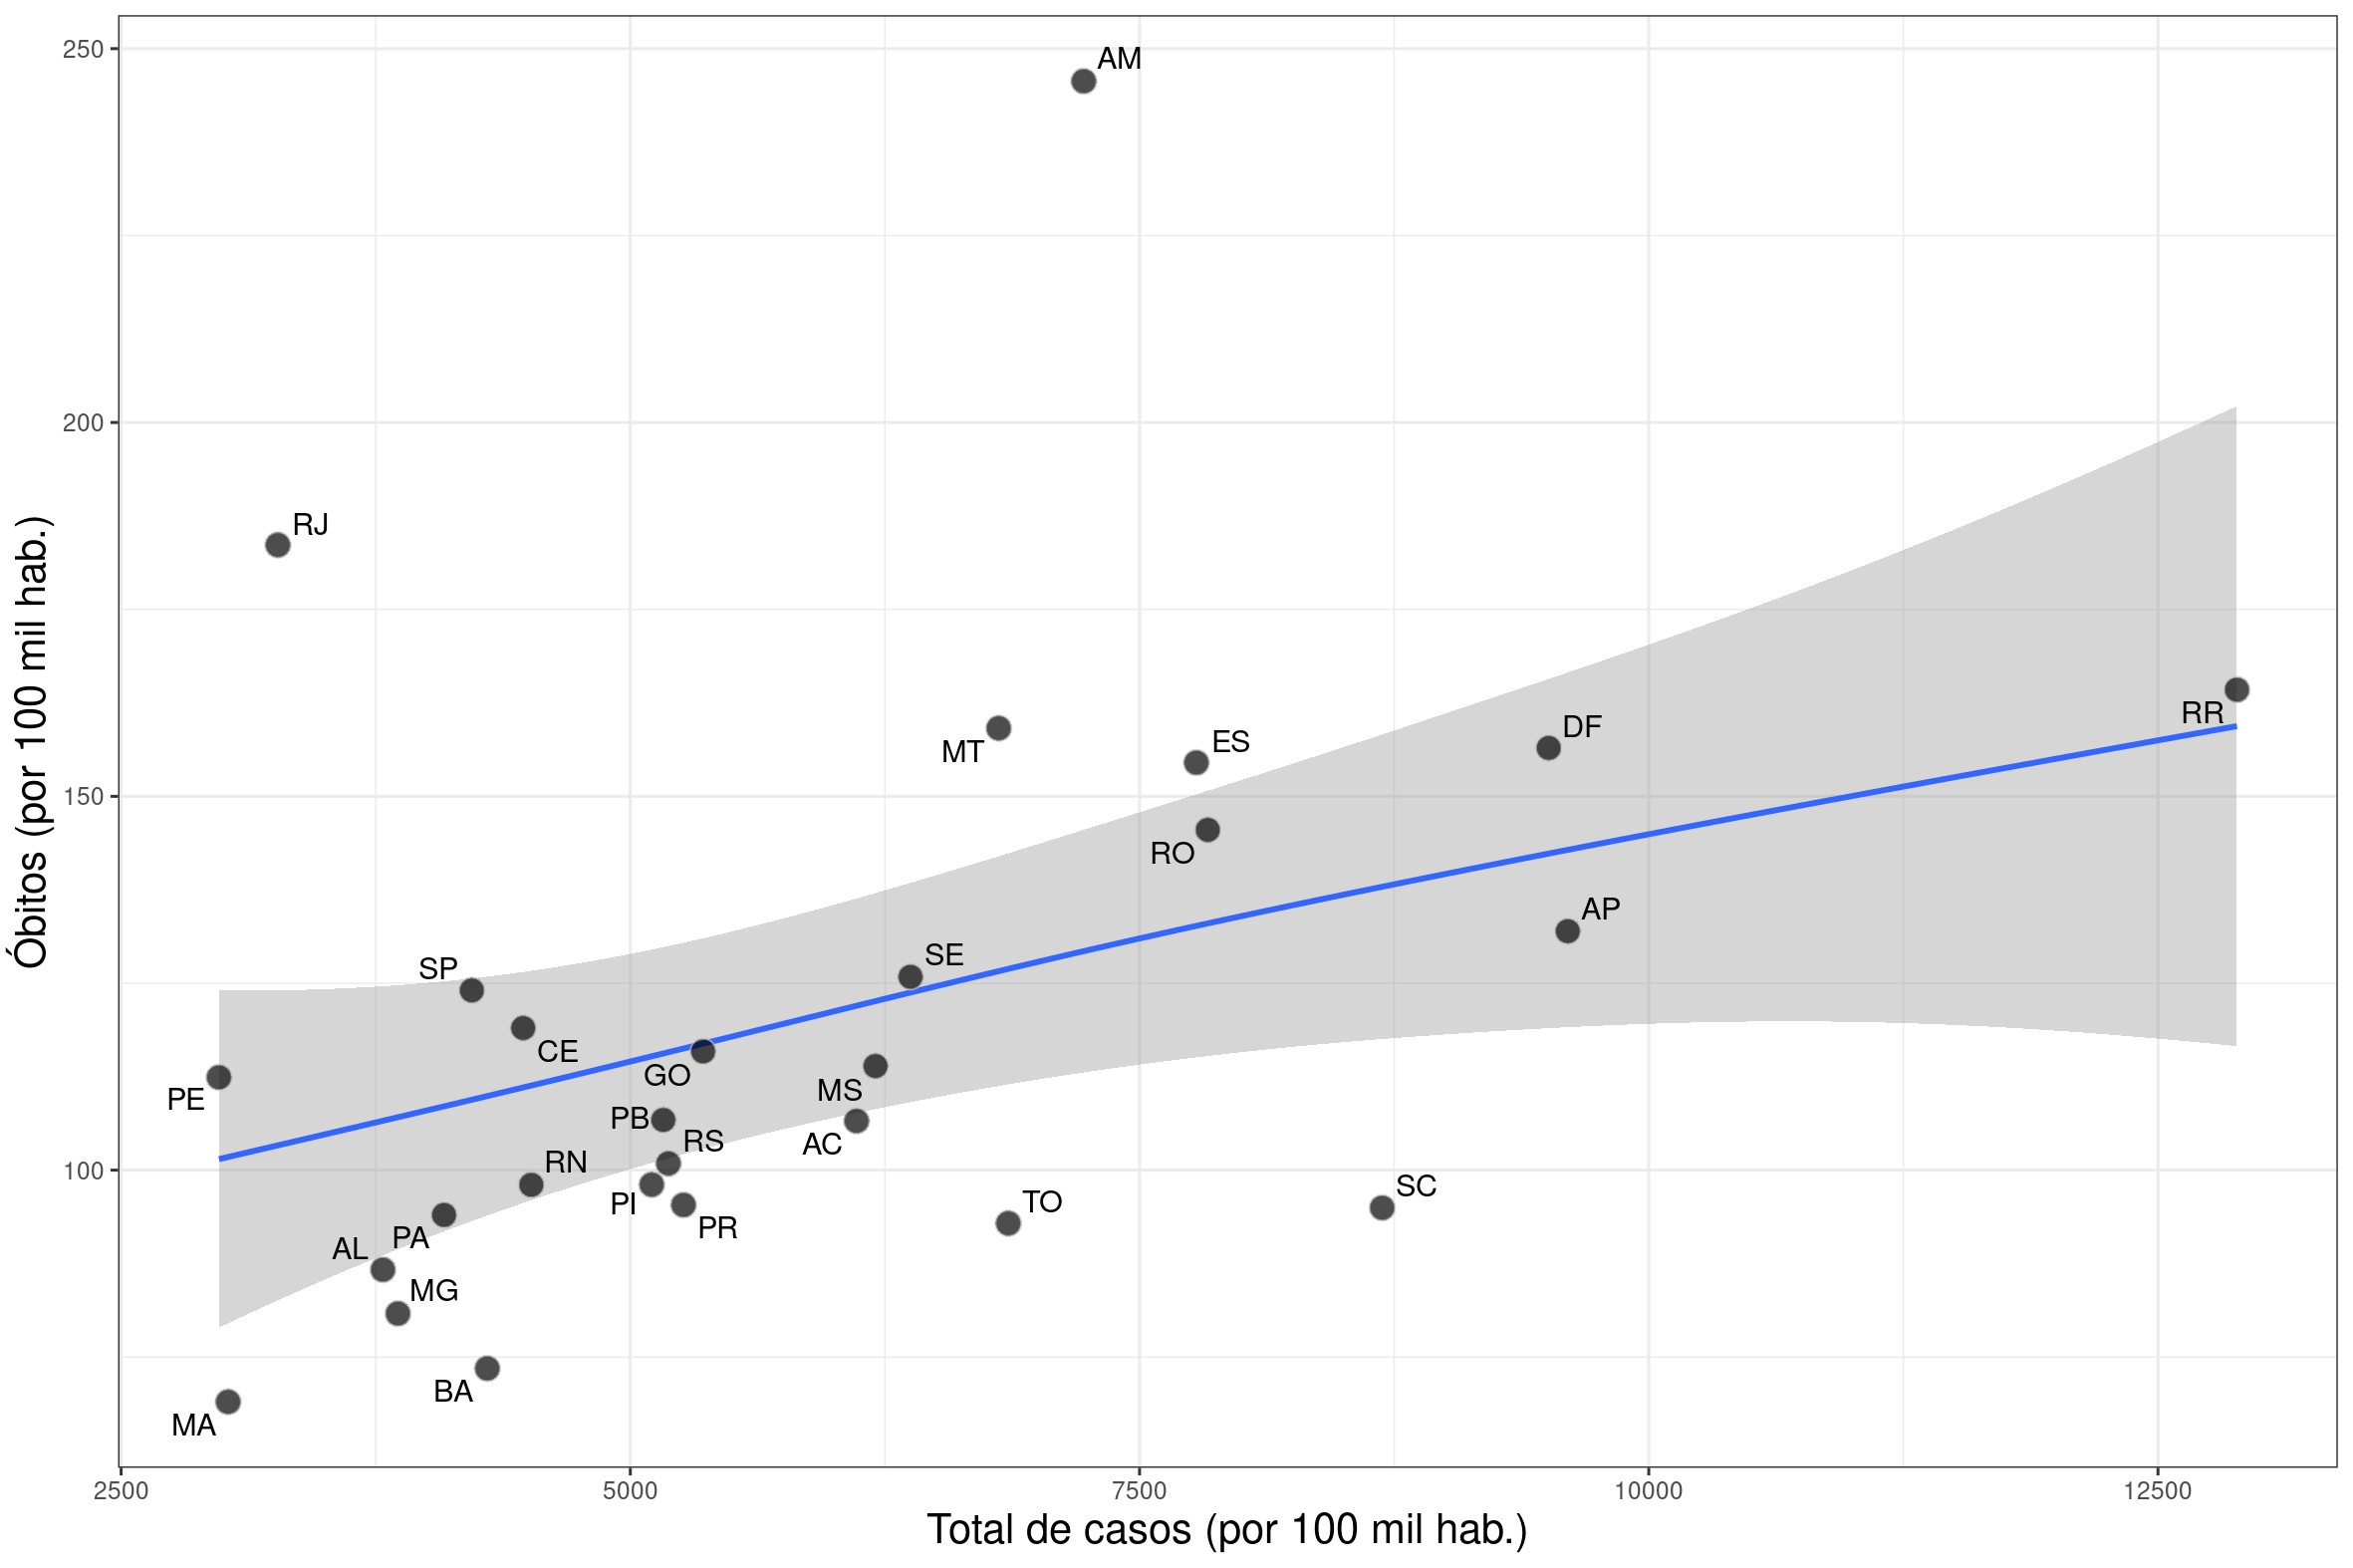 Óbitos (por 100 mil hab.)
250
200
150
100
AM
RJ
MT
ES
DF
RR
RO
AP
SE
SP
CE
GO
MS
PE
PB
AC
RS
RN
PI
PR
TO
SC
PA
AL
MG
BA
MA
2500
5000
7500
10000
12500
Total de casos (por 100 mil hab.)